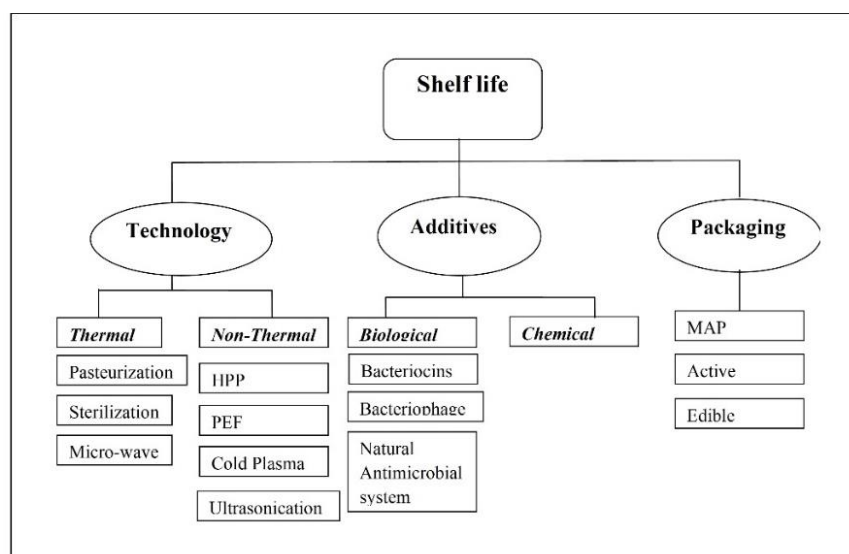 Shelf life
Technology
Additives
Packaging
Thermal
Non-Thermal
Biological
Chemical
MAP
Pasteurization
HPP
Bacteriocins
Active
Sterilization
PEF
Bacteriophage
Edible
Micro-wave
Cold Plasma
Natural
Antimicrobial
system
Ultrasonication